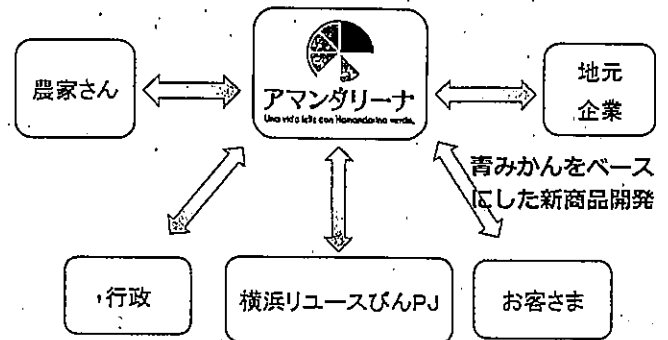 農家さん
アマンダリーナ
Una vida feliz con Mandarina verde.
地元
企業
青みかんをベース
にした新商品開発
行政
横浜リユースびんPJ
お客さま